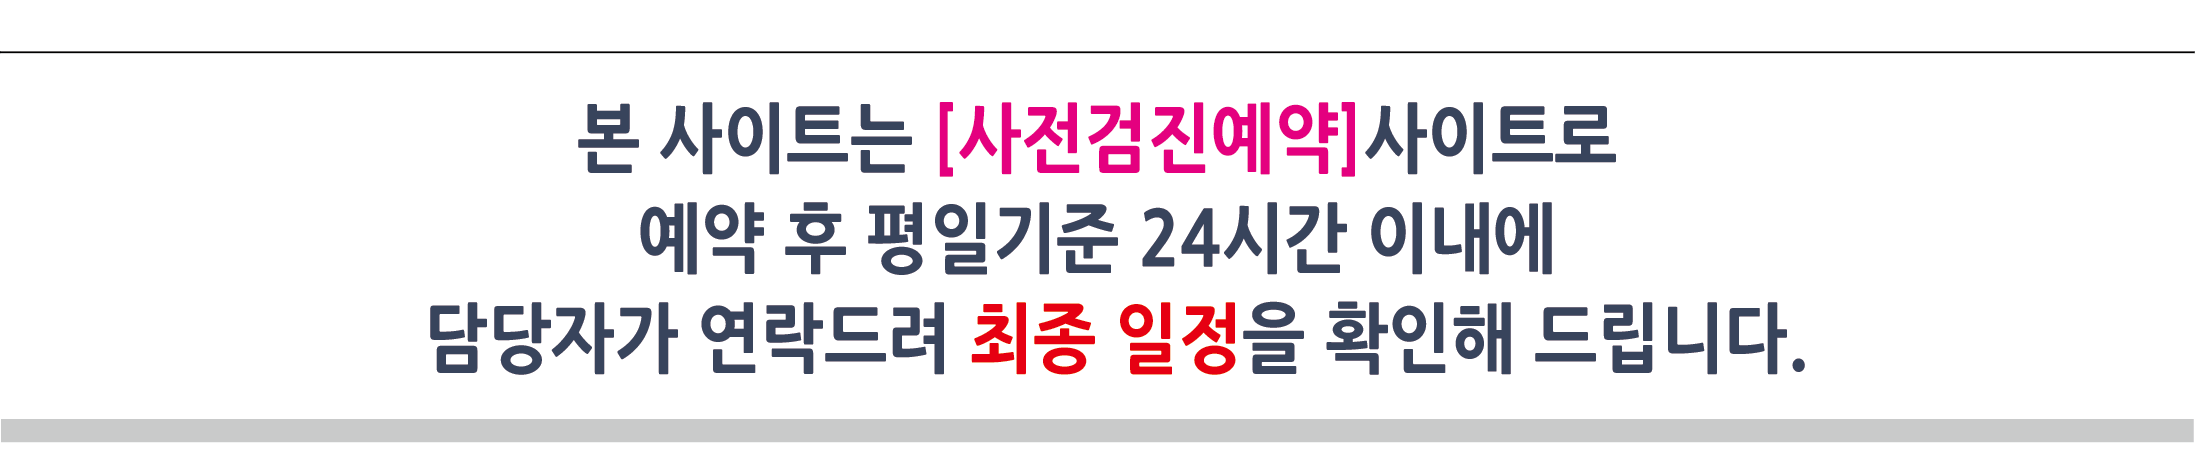 본 사이트는 [사전검진예약]사이트로
예약 후 평일기준 24시간 이내에
담당자가 연락드려 최종 일정을 확인해 드립니다.